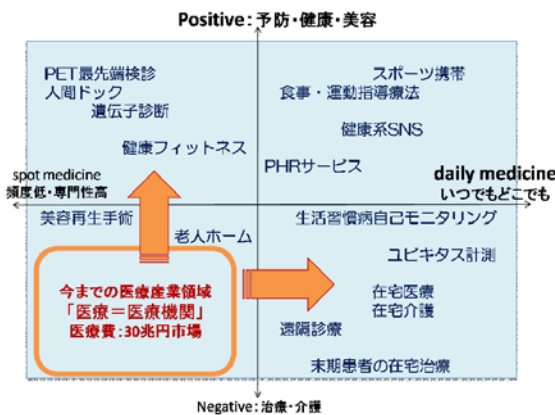 Positive：予防・健康・美容
PET最先端検診
人間ドック
遺伝子診断
健康フィットネス
スポーツ携帯
食事・運動指導療法
健康系SNS
PHRサービス
spot medicine
頻度低・専門性高
daily medicine
いつでもどこでも
美容再生手術
老人ホーム
生活習慣病自己モニタリング
ユビキタス計測
今までの医療産業領域
「医療＝医療機関」
医療費：30兆円市場
在宅医療
在宅介護
遠隔診療
末期患者の在宅治療
Negative：治療・介護